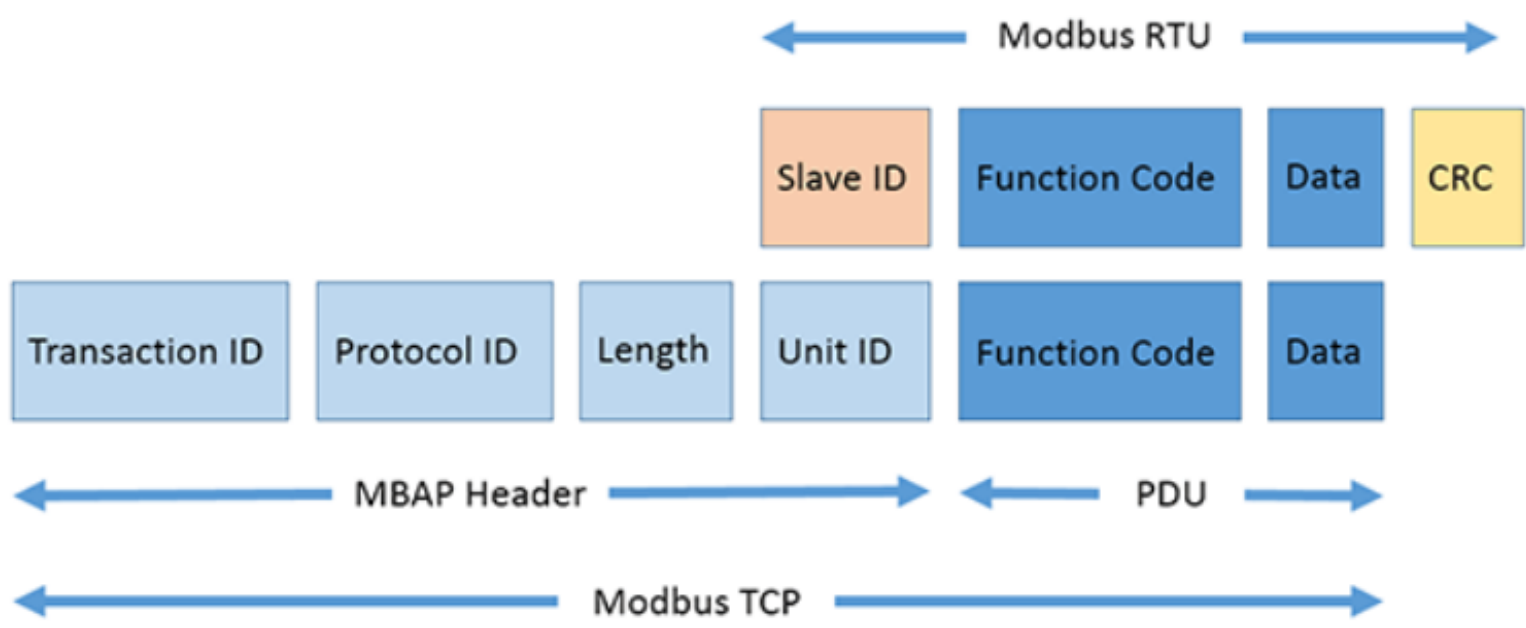 Modbus RTU
Slave ID Function Code Data CRC
Transaction ID Protocol ID Length Unit ID Function Code Data
MBAP Header PDU
Modbus TCP